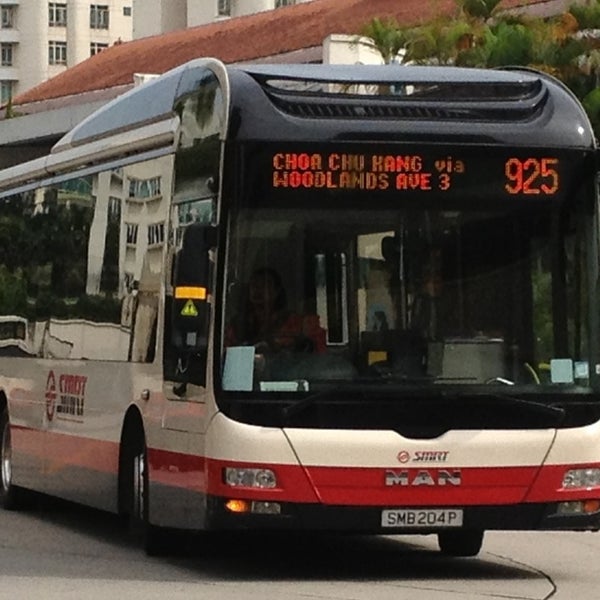 CHOA CHU KANG via
WOODLANDS AVE 3
925
SMRT
SMRT
MAN
SMB204P